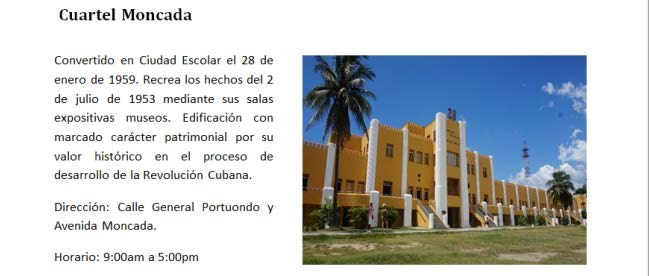 Cuartel Moncada
Convertido en Ciudad Escolar el 28 de
enero de 1959. Recrea los hechos del 2
de julio de 1953 mediante sus salas
expositivas museos. Edificación con
marcado carácter patrimonial por su
valor histórico en el proceso de
desarrollo de la Revolución Cubana.
Dirección: Calle General Portuondo y
Avenida Moncada.
Horario: 9:00am a 5:00pm
26